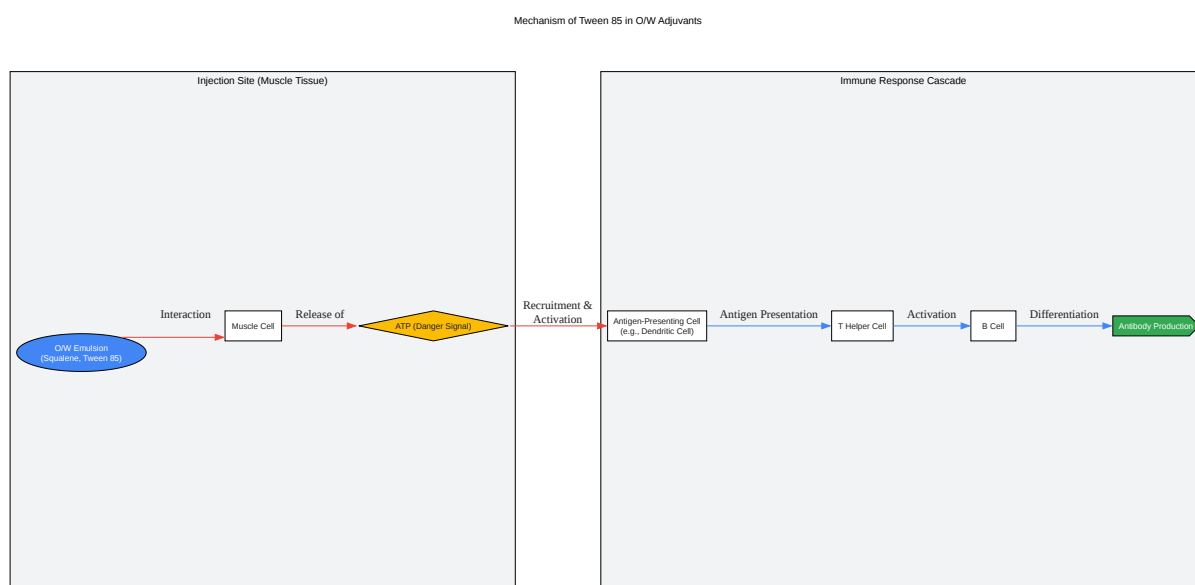 Mechanism of Tween 85 in O/W Adjuvants
Injection Site (Muscle Tissue)
Immune Response Cascade
O/W Emulsion
(Squalene, Tween 85)
Interaction
Muscle Cell
Release of
ATP (Danger Signal)
Recruitment &
Activation
Antigen-Presenting Cell
(e.g., Dendritic Cell)
Antigen Presentation
T Helper Cell
Activation
B Cell
Differentiation
Antibody Production